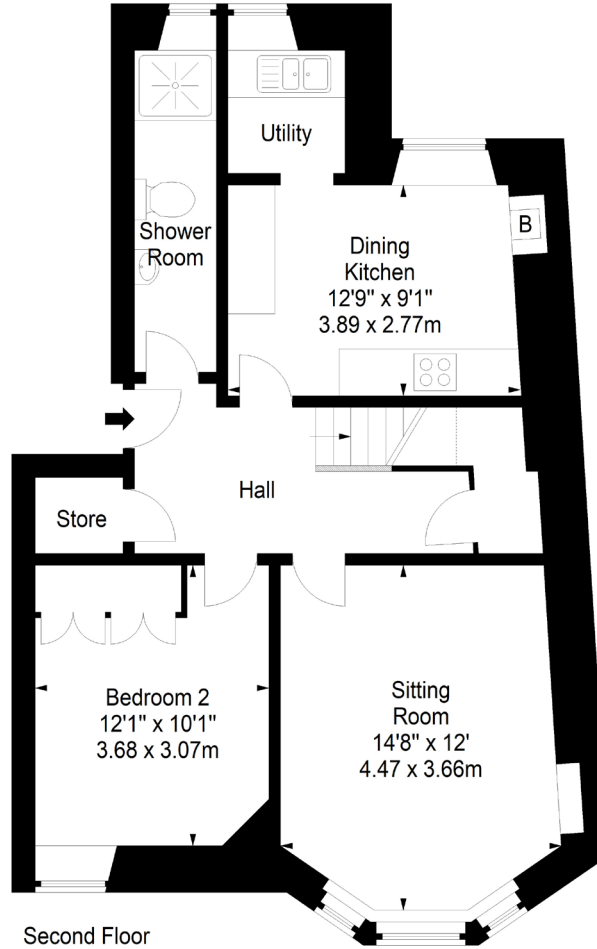 Utility
Shower
Room
Dining
Kitchen
12'9" x 9'1"
3.89 x 2.77m
B
Hall
Store
Bedroom 2
12'1" x 10'1"
3.68 x 3.07m
Sitting
Room
14'8" x 12'
4.47 x 3.66m
Second Floor